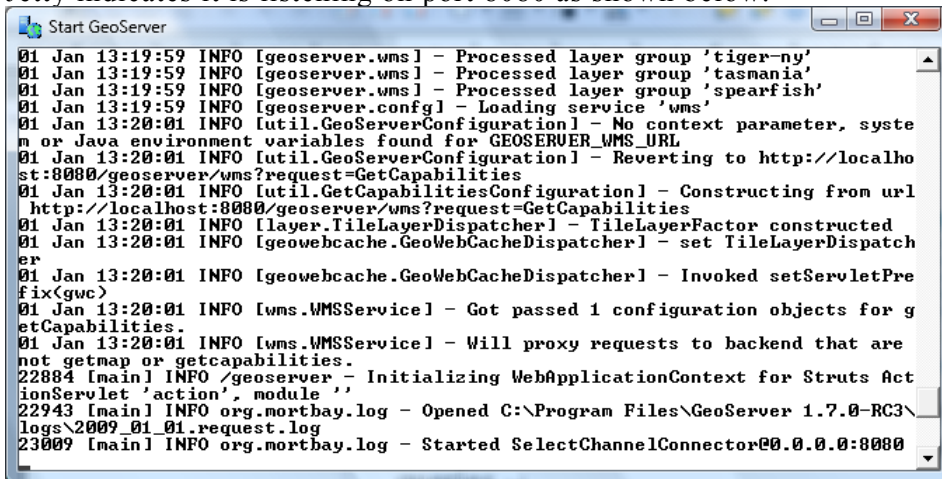 Jetty indicates it is listening on port 8080 as shown below.
Start GeoServer
01 Jan 13:19:59 INFO [geoserver.wms] - Processed layer group 'tiger-ny'
01 Jan 13:19:59 INFO [geoserver.wms] - Processed layer group 'tasmania'
01 Jan 13:19:59 INFO [geoserver.wms] - Processed layer group 'spearfish'
01 Jan 13:19:59 INFO [geoserver.confg] - Loading service 'wms'
01 Jan 13:20:01 INFO [util.GeoServerConfiguration] - No context parameter, syste
m or Java environment variables found for GEOSERVER_WMS_URL
01 Jan 13:20:01 INFO [util.GeoServerConfiguration] - Reverting to http://localho
st:8080/geoserver/wms?request=GetCapabilities
01 Jan 13:20:01 INFO [util.GetCapabilitiesConfiguration] - Constructing from url
 http://localhost:8080/geoserver/wms?request=GetCapabilities
01 Jan 13:20:01 INFO [layer.TileLayerDispatcher] - TileLayerFactor constructed
01 Jan 13:20:01 INFO [geowebcache.GeoWebCacheDispatcher] - set TileLayerDispatch
er
01 Jan 13:20:01 INFO [geowebcache.GeoWebCacheDispatcher] - Invoked setServletPre
fix(gwc)
01 Jan 13:20:01 INFO [wms.WMSService] - Got passed 1 configuration objects for g
etCapabilities.
01 Jan 13:20:01 INFO [wms.WMSService] - Will proxy requests to backend that are
not getmap or getcapabilities.
22884 [main] INFO /geoserver - Initializing WebApplicationContext for Struts Act
ionServlet 'action', module ''
22943 [main] INFO org.mortbay.log - Opened C:\Program Files\GeoServer 1.7.0-RC3\
logs\2009_01_01.request.log
23009 [main] INFO org.mortbay.log - Started SelectChannelConnector@0.0.0.0:8080